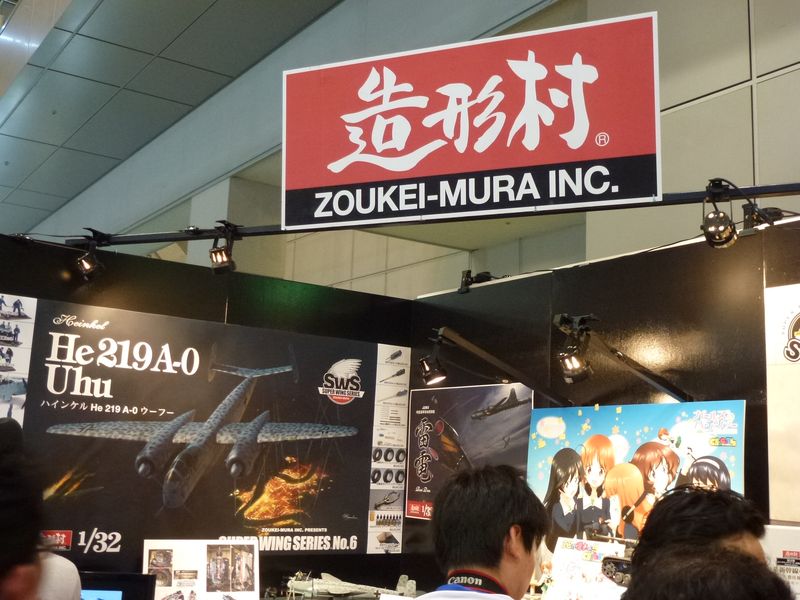 造形村®
ZOUKEI-MURA INC.
Heinkel
He 219 A-0
Uhu
ハインケル He 219 A-0 ウーフー
SWS
SUPER WING SERIES
1/32
ZOUKEI-MURA INC. PRESENTS
SUPER WING SERIES No.6
雷電
Canon